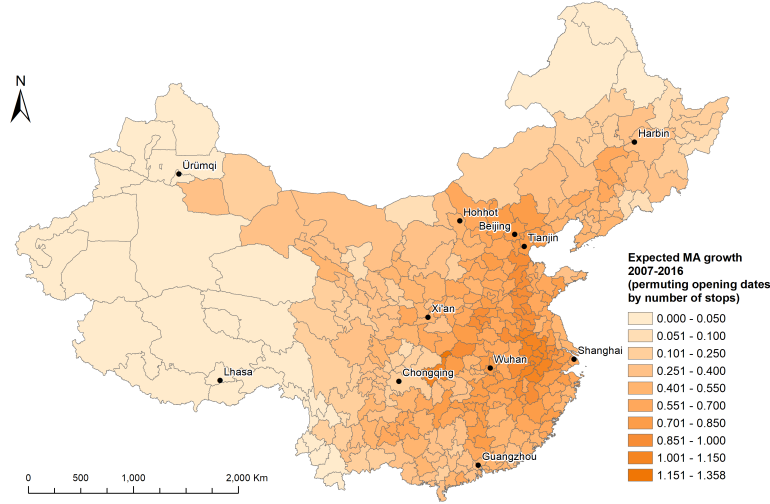 N
Harbin
Ürümqi
Hohhot
Beijing
Tianjin
Expected MA growth
2007-2016
(permuting opening dates
by number of stops)
Xi'an
0.000 - 0.050
0.051 - 0.100
Shanghai
0.101 - 0.250
Wuhan
Lhasa
Chongqing
0.251 - 0.400
0.401 - 0.550
0.551 - 0.700
0.701 - 0.850
0.851 - 1.000
Guangzhou
1.001 - 1.150
1.151 - 1.358
0 500 1,000 2,000 Km